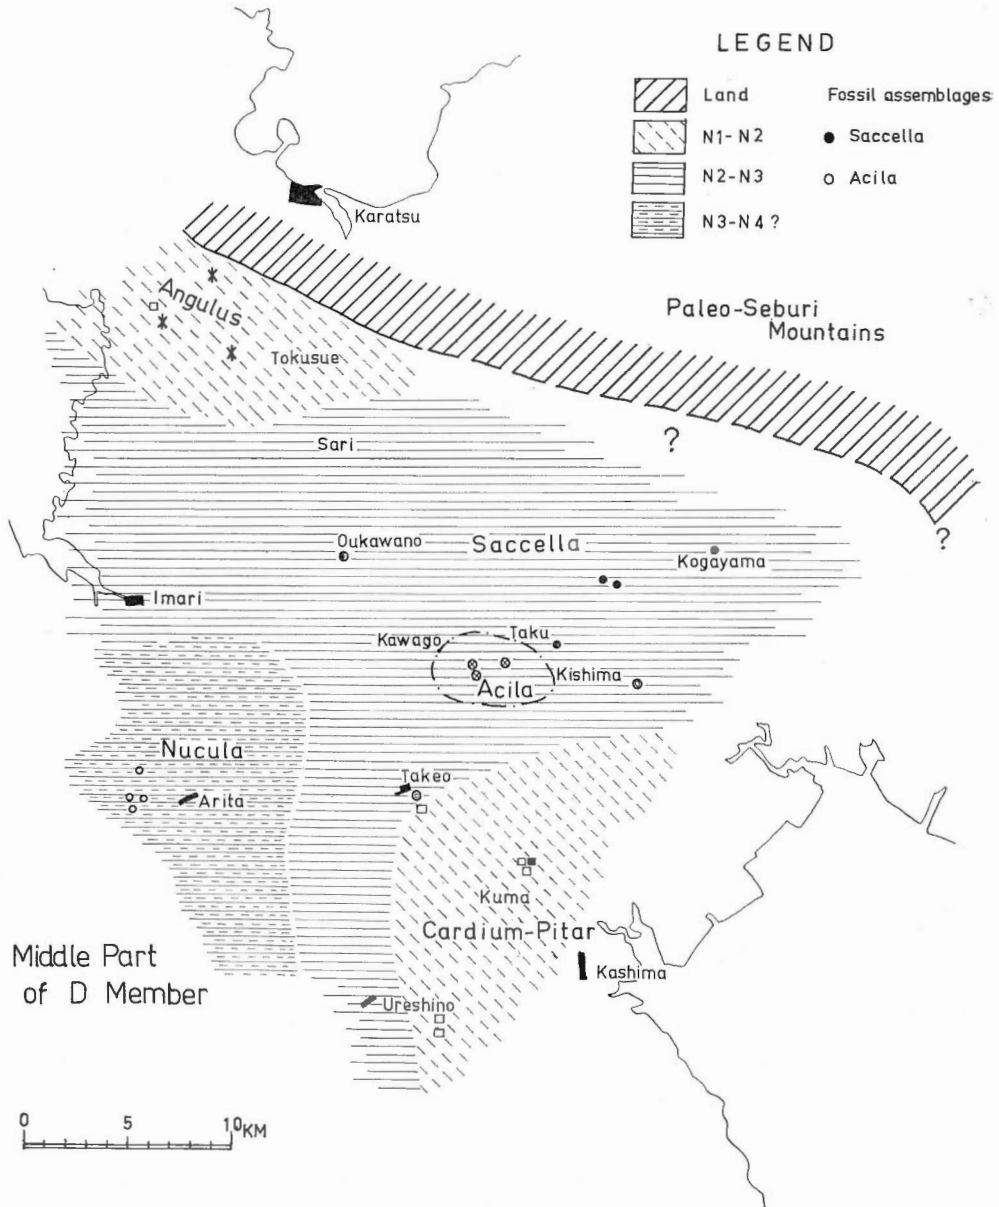 LEGEND
Land
Fossil assemblages
N1-N2
Saccella
N2-N3
Acila
N3-N4?
Karatsu
Paleo-Seburi
Mountains
Angulus
Tokusue
?
Sari
?
Oukawano
Saccella
Kogayama
Imari
Kawago
Taku
Kishima
Acila
Nucula
Takeo
Arita
Kuma
Cardium-Pitar
Kashima
Middle Part
of D Member
Ureshino
0 5 10KM